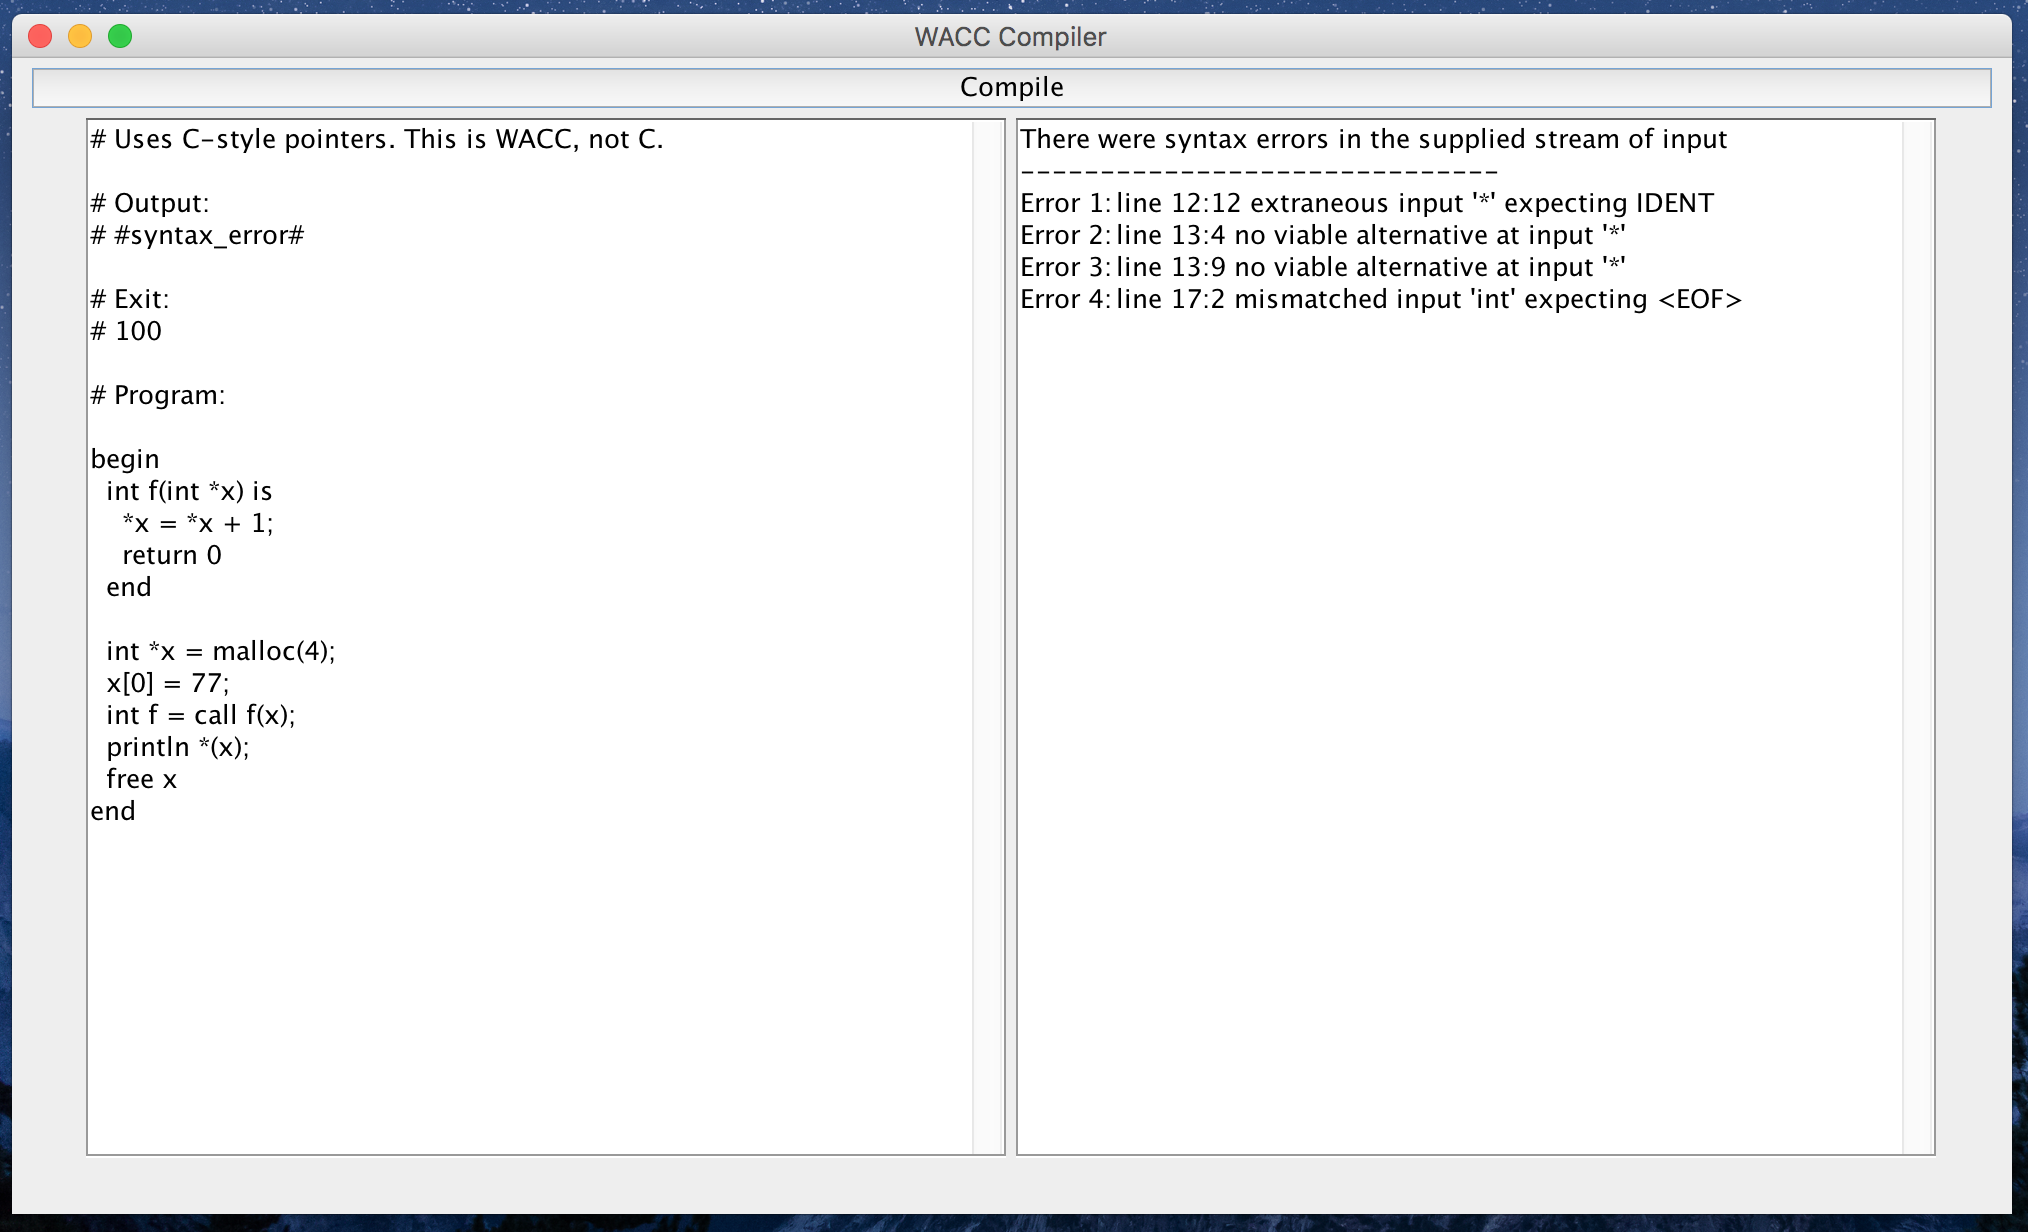 WACC Compiler
Compile
# Uses C-style pointers. This is WACC, not C.
# Output:
# #syntax_error#
# Exit:
# 100
# Program:
begin
  int f(int *x) is
    *x = *x + 1;
    return 0
  end
  int *x = malloc(4);
  x[0] = 77;
  int f = call f(x);
  println *(x);
  free x
end
There were syntax errors in the supplied stream of input
------------------------------
Error 1: line 12:12 extraneous input '*' expecting IDENT
Error 2: line 13:4 no viable alternative at input '*'
Error 3: line 13:9 no viable alternative at input '*'
Error 4: line 17:2 mismatched input 'int' expecting <EOF>